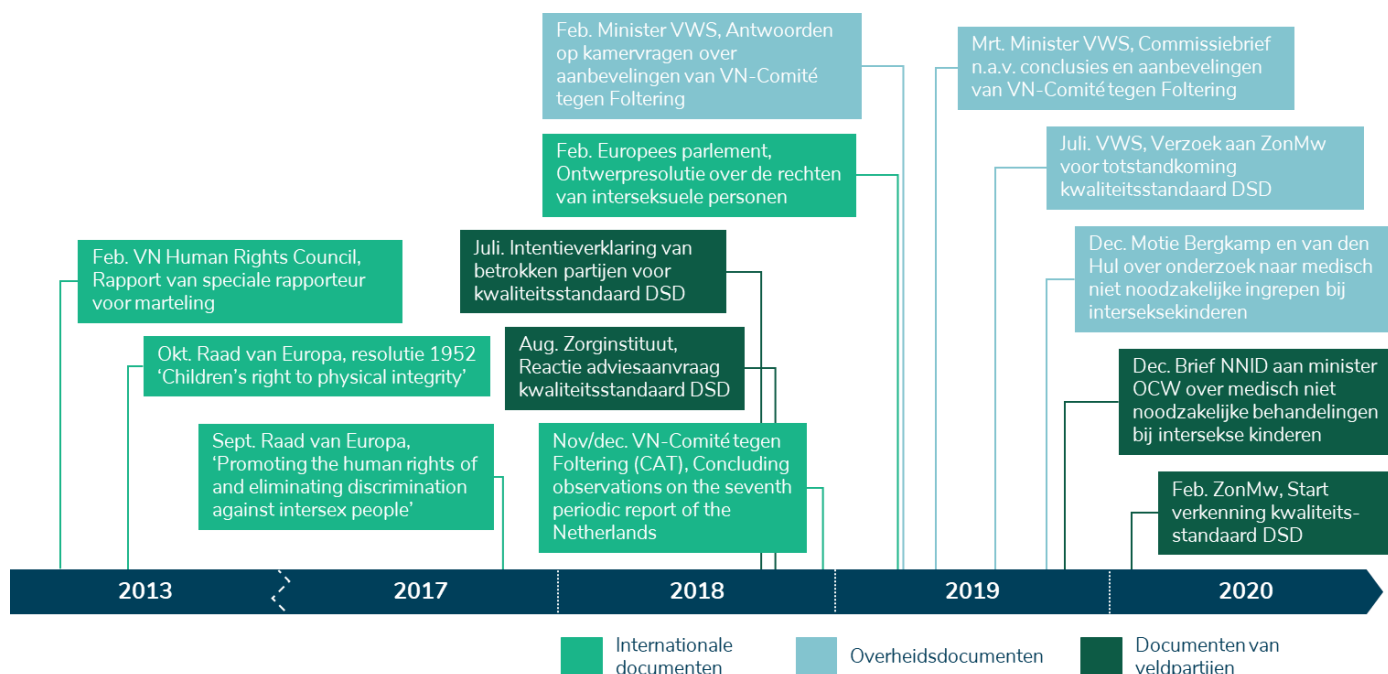 Feb. Minister VWS, Antwoorden
op kamervragen over
aanbevelingen van VN-Comité
tegen Foltering
Mrt. Minister VWS, Commissiebrief
n.a.v. conclusies en aanbevelingen
van VN-Comité tegen Foltering
Feb. Europees parlement,
Ontwerpresolutie over de rechten
van interseksuele personen
Juli. VWS, Verzoek aan ZonMw
voor totstandkoming
kwaliteitsstandaard DSD
Feb. VN Human Rights Council,
Rapport van speciale rapporteur
voor marteling
Juli. Intentieverklaring van
betrokken partijen voor
kwaliteitsstandaard DSD
Dec. Motie Bergkamp en van den
Hul over onderzoek naar medisch
niet noodzakelijke ingrepen bij
interseksekinderen
Okt. Raad van Europa, resolutie 1952
‘Children’s right to physical integrity’
Aug. Zorginstituut,
Reactie adviesaanvraag
kwaliteitsstandaard DSD
Dec. Brief NNID aan minister
OCW over medisch niet
noodzakelijke behandelingen
bij intersekse kinderen
Sept. Raad van Europa,
‘Promoting the human rights of
and eliminating discrimination
against intersex people’
Nov/dec. VN-Comité tegen
Foltering (CAT), Concluding
observations on the seventh
periodic report of the
Netherlands
Feb. ZonMw, Start
verkenning kwaliteits-
standaard DSD
2013
2017
2018
2019
2020
Internationale
documenten
Overheidsdocumenten
Documenten van
veldpartijen